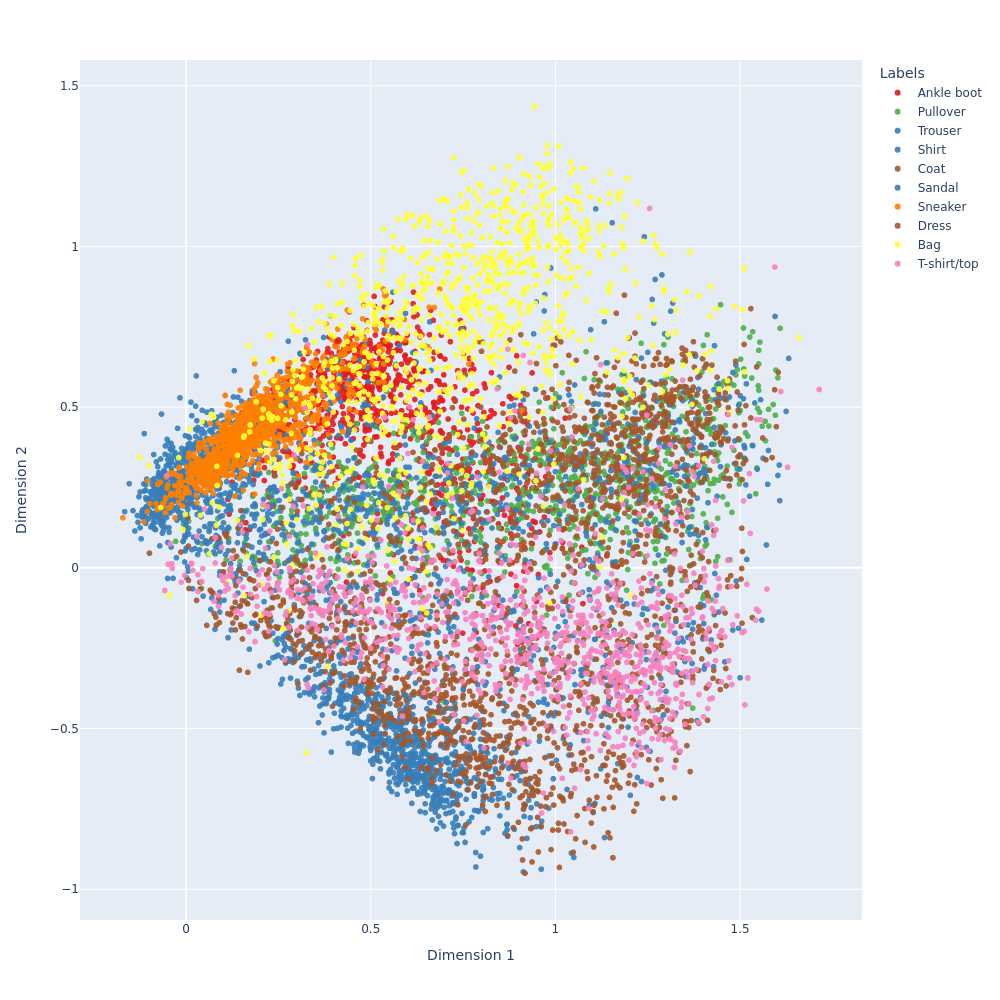 Labels
Ankle boot
Pullover
Trouser
Shirt
Coat
Sandal
Sneaker
Dress
Bag
T-shirt/top
1.5
1
0.5
0
−0.5
−1
Dimension 2
0
0.5
1
1.5
Dimension 1